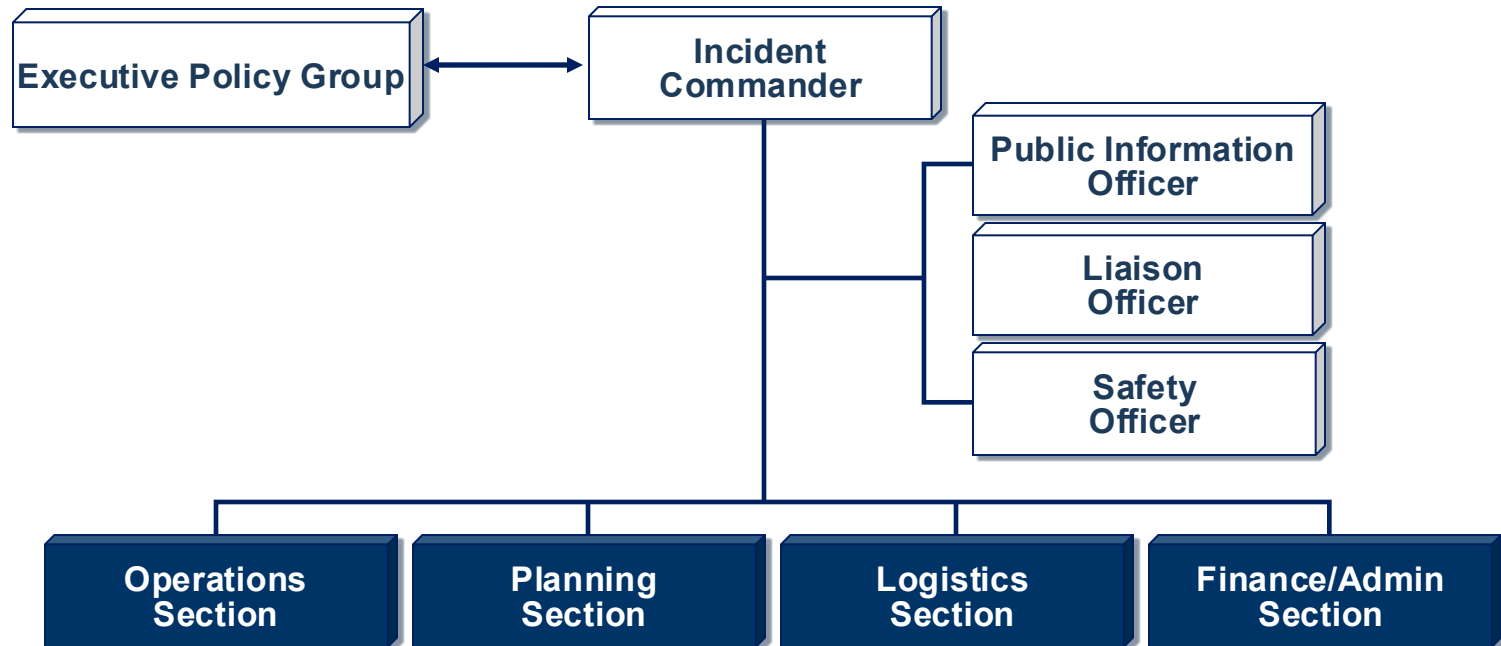 Executive Policy Group
Incident
Commander
Public Information
Officer
Liaison
Officer
Safety
Officer
Operations
Section
Planning
Section
Logistics
Section
Finance/Admin
Section